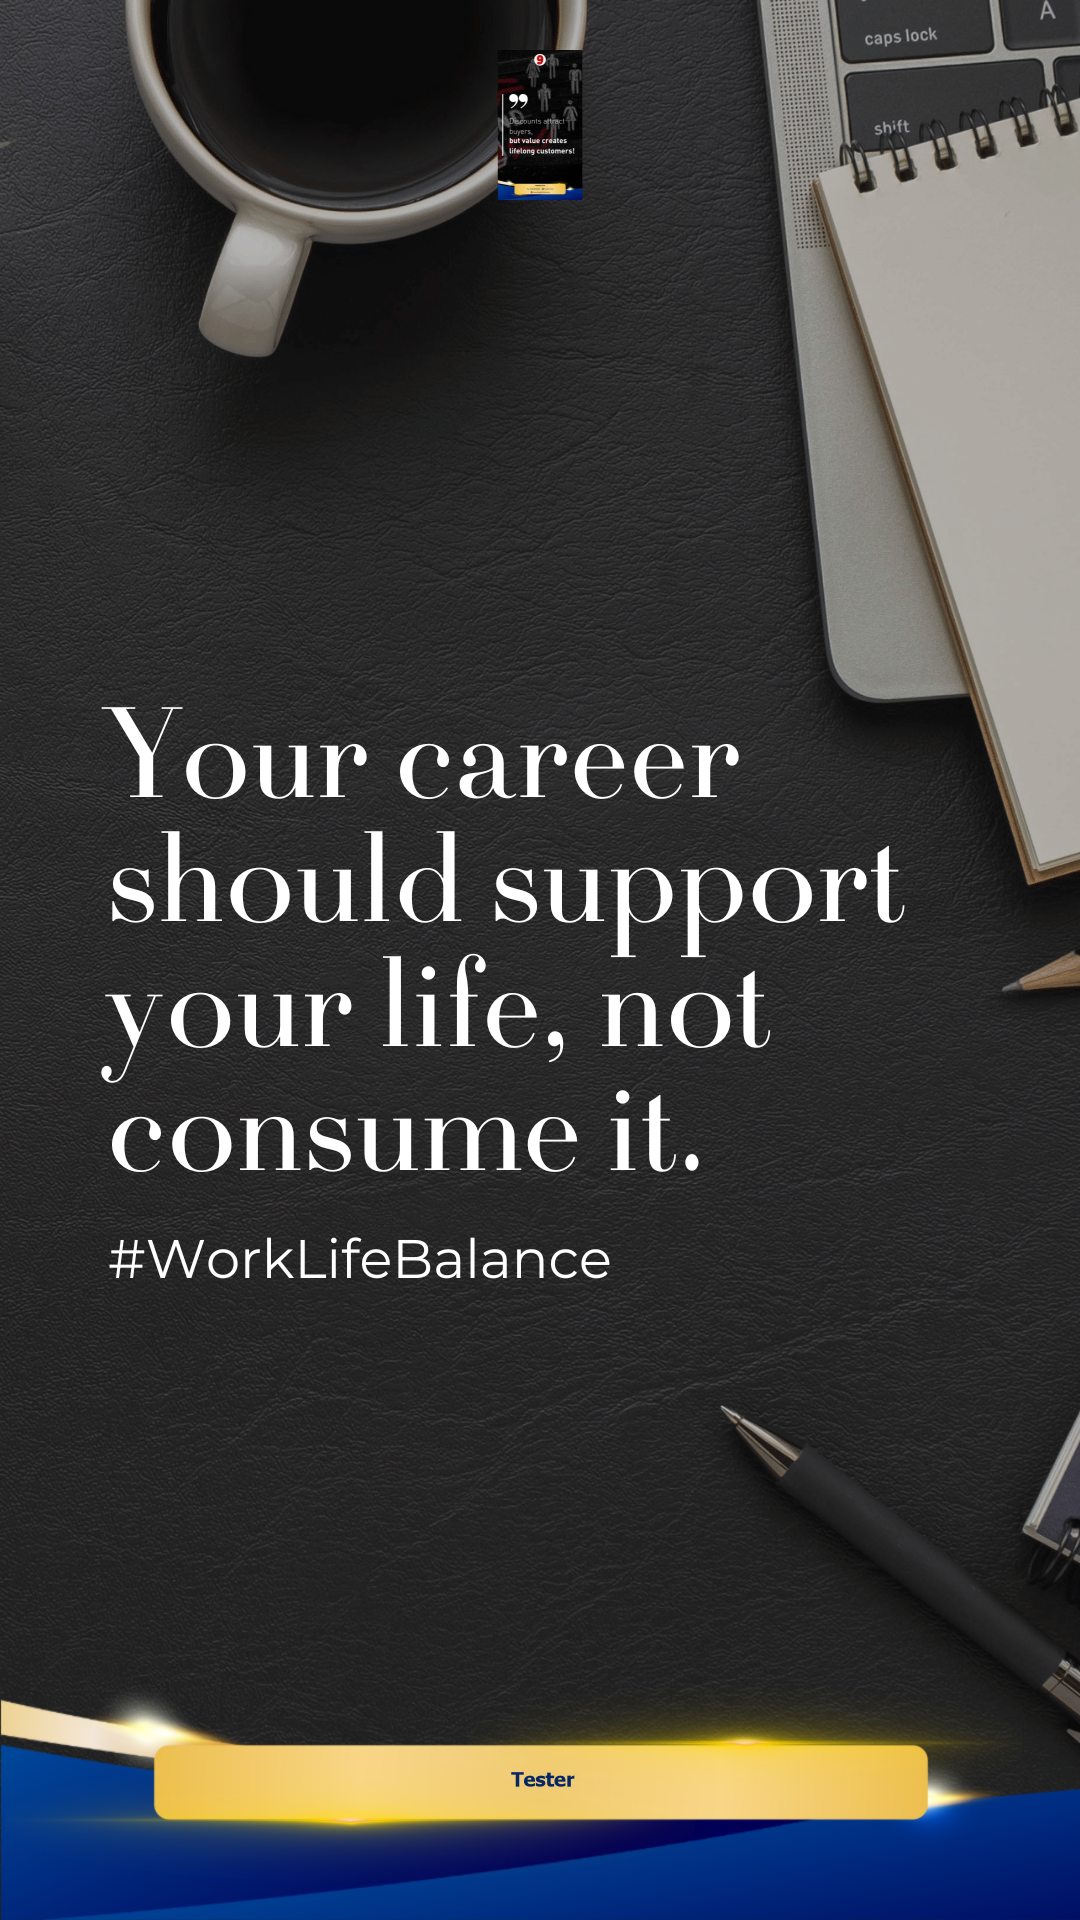 A
caps lock
shift
9
”
Discounts attract
buyers,
but value creates
lifelong customers!
Your career
should support
your life, not
consume it.
#WorkLifeBalance
Tester